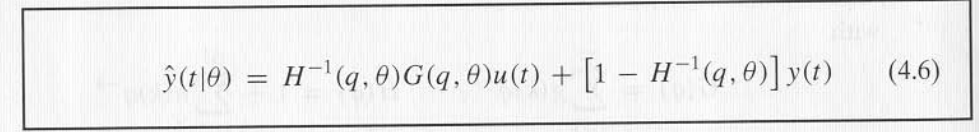 ŷ(t|θ) = H⁻¹(q, θ)G(q, θ)u(t) + [1 − H⁻¹(q, θ)] y(t) (4.6)